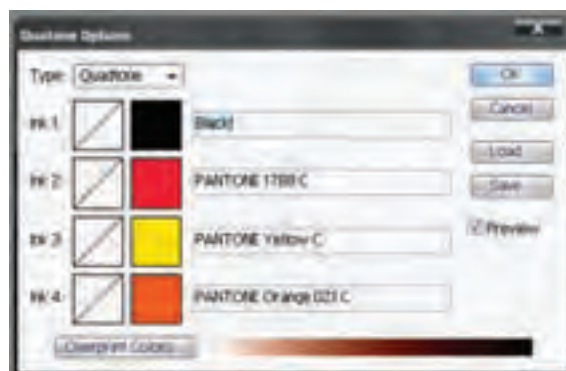 Duotone Options
Type: Quadtone
OK
Ink 1: Black
Cancel
Load
Ink 2: PANTONE 1788 C
Save
Ink 3: PANTONE Yellow C
Preview
Ink 4: PANTONE Orange 021 C
Overprint Colors...